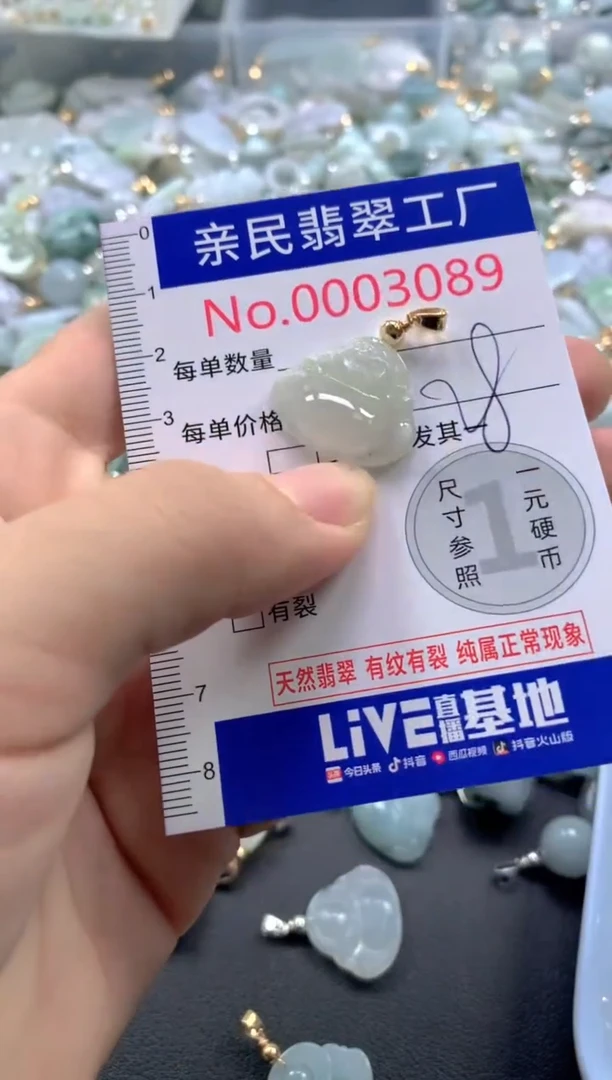 亲民翡翠工厂
No.0003089
0
1
2
3
每单数量
每单价格
发其一
有裂
尺寸参照
1
一元硬币
天然翡翠 有纹有裂 纯属正常现象
7
8
LiVE直播基地
今日头条 抖音 西瓜视频 抖音火山版